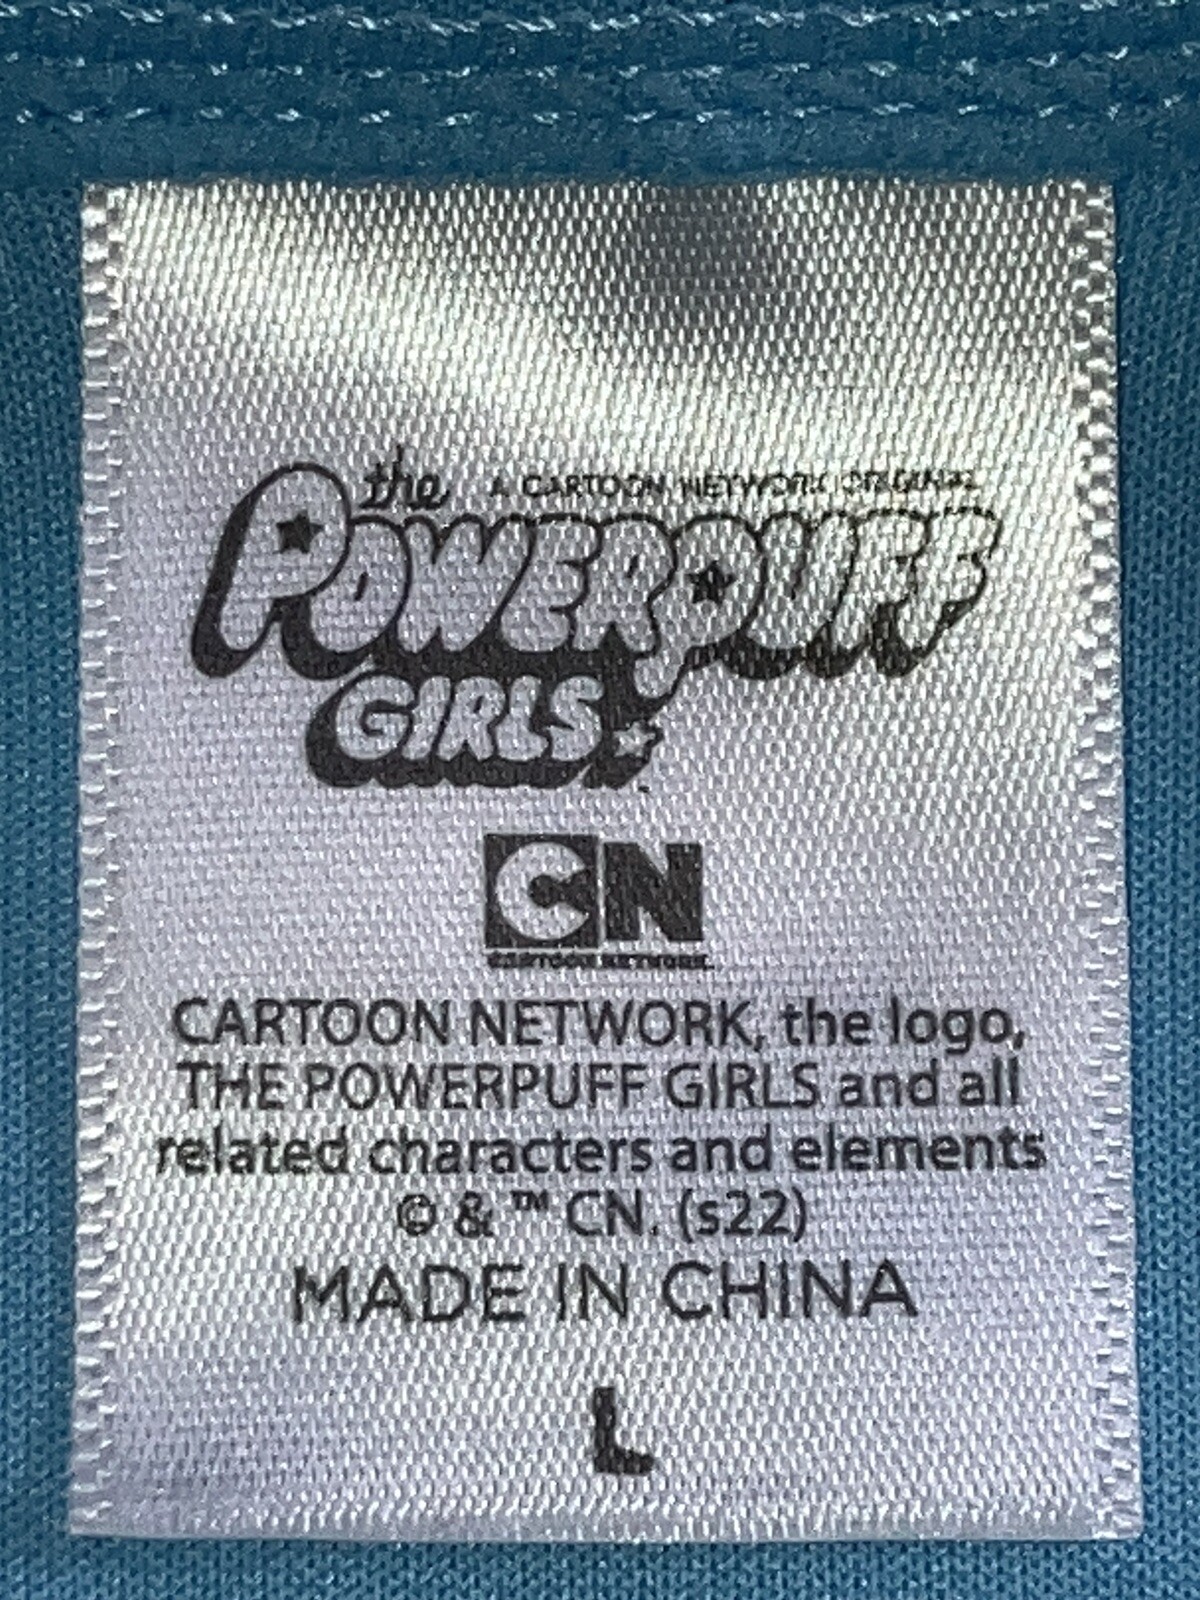 the A CARTOON NETWORK ORIGINAL
POWERPUFF
GIRLS
CN
CARTOON NETWORK
CARTOON NETWORK, the logo,
THE POWERPUFF GIRLS and all
related characters and elements
© & ™ CN. (s22)
MADE IN CHINA
L